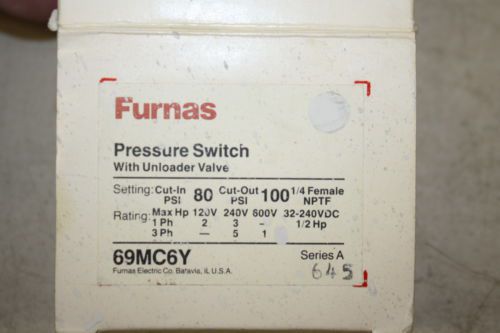 Furnas
Pressure Switch
With Unloader Valve
Setting: Cut-In PSI 80 Cut-Out PSI 100 1/4 Female NPTF
Rating: Max Hp 120V 240V 600V 32-240VDC
1 Ph 2 3 – 1/2 Hp
3 Ph — 5 1
69MC6Y Series A
Furnas Electric Co. Batavia, IL U.S.A. 645